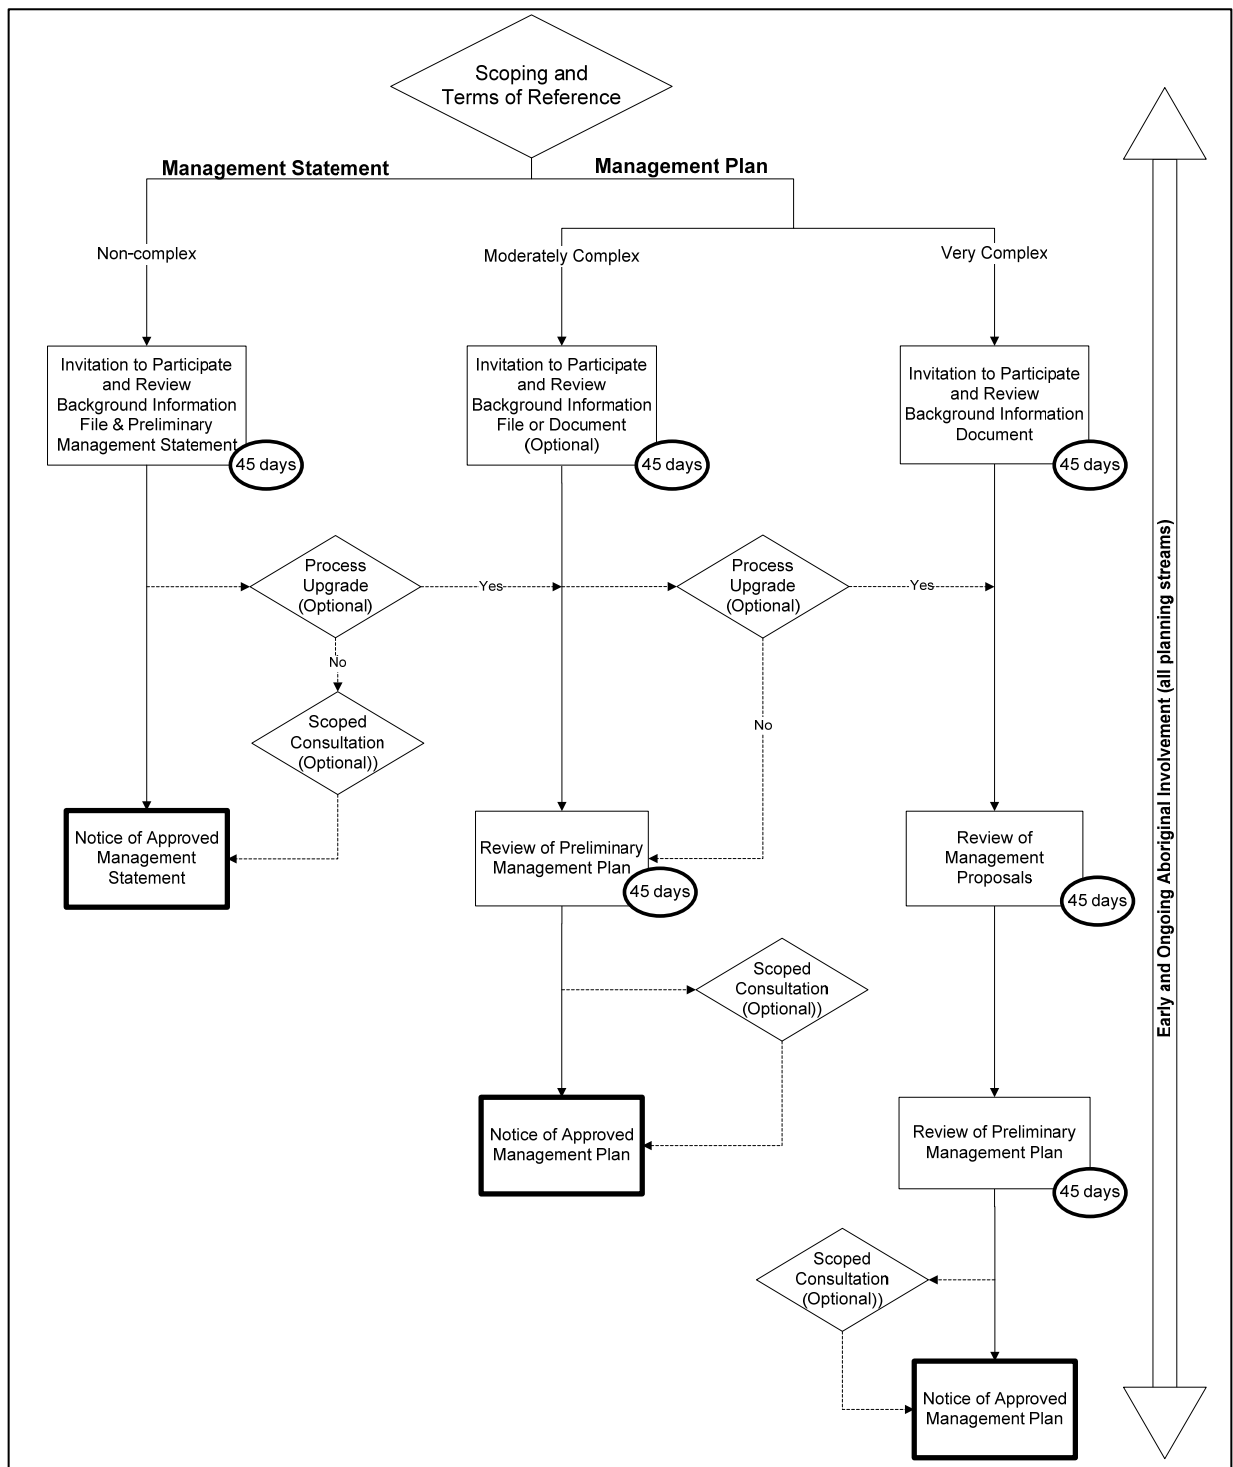 Scoping and
Terms of Reference
Management Statement
Management Plan
Non-complex
Moderately Complex
Very Complex
Invitation to Participate
and Review
Background Information
File & Preliminary
Management Statement
45 days
Invitation to Participate
and Review
Background Information
File or Document
(Optional)
45 days
Invitation to Participate
and Review
Background Information
Document
45 days
Process
Upgrade
(Optional)
Yes
No
Process
Upgrade
(Optional)
Yes
No
Scoped
Consultation
(Optional))
Notice of Approved
Management
Statement
Review of Preliminary
Management Plan
45 days
Review of
Management
Proposals
45 days
Scoped
Consultation
(Optional))
Notice of Approved
Management Plan
Review of Preliminary
Management Plan
45 days
Scoped
Consultation
(Optional))
Notice of Approved
Management Plan
Early and Ongoing Aboriginal Involvement (all planning streams)